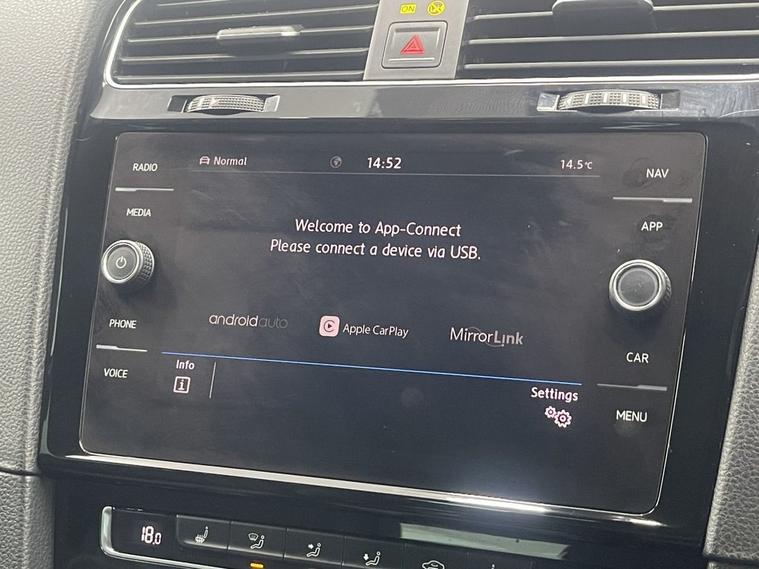 ON
RADIO
Normal
14:52
14.5°C
NAV
MEDIA
APP
Welcome to App-Connect
Please connect a device via USB.
androidauto
Apple CarPlay
MirrorLink
PHONE
VOICE
CAR
Info
i
Settings
MENU
18.0